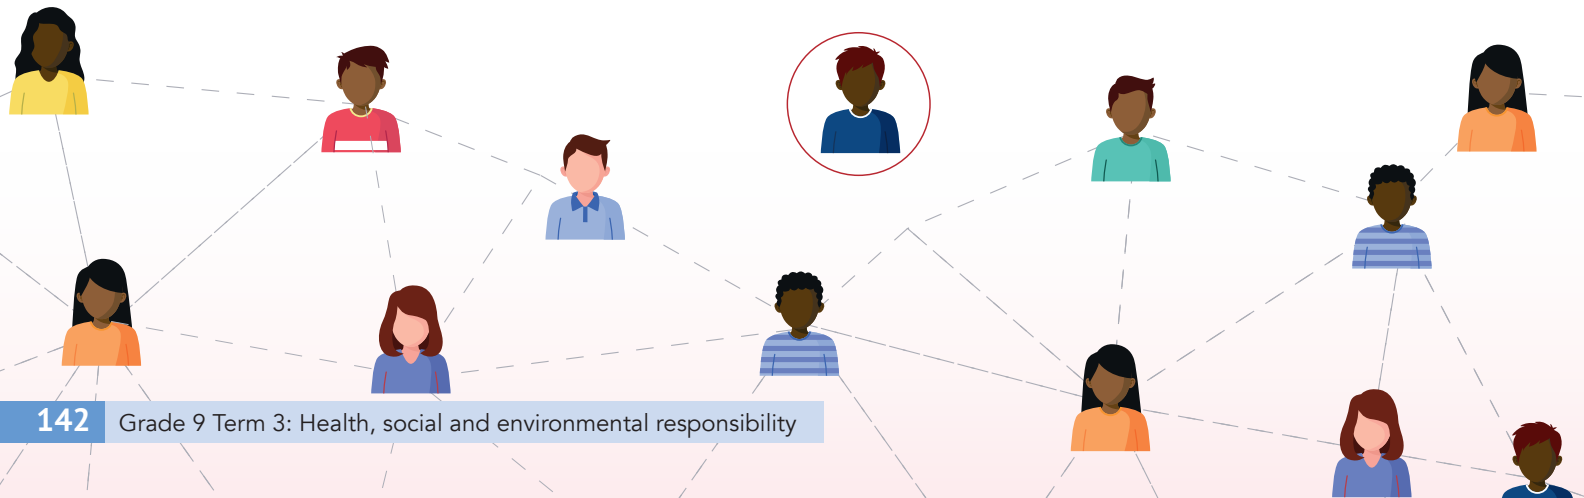 142 Grade 9 Term 3: Health, social and environmental responsibility